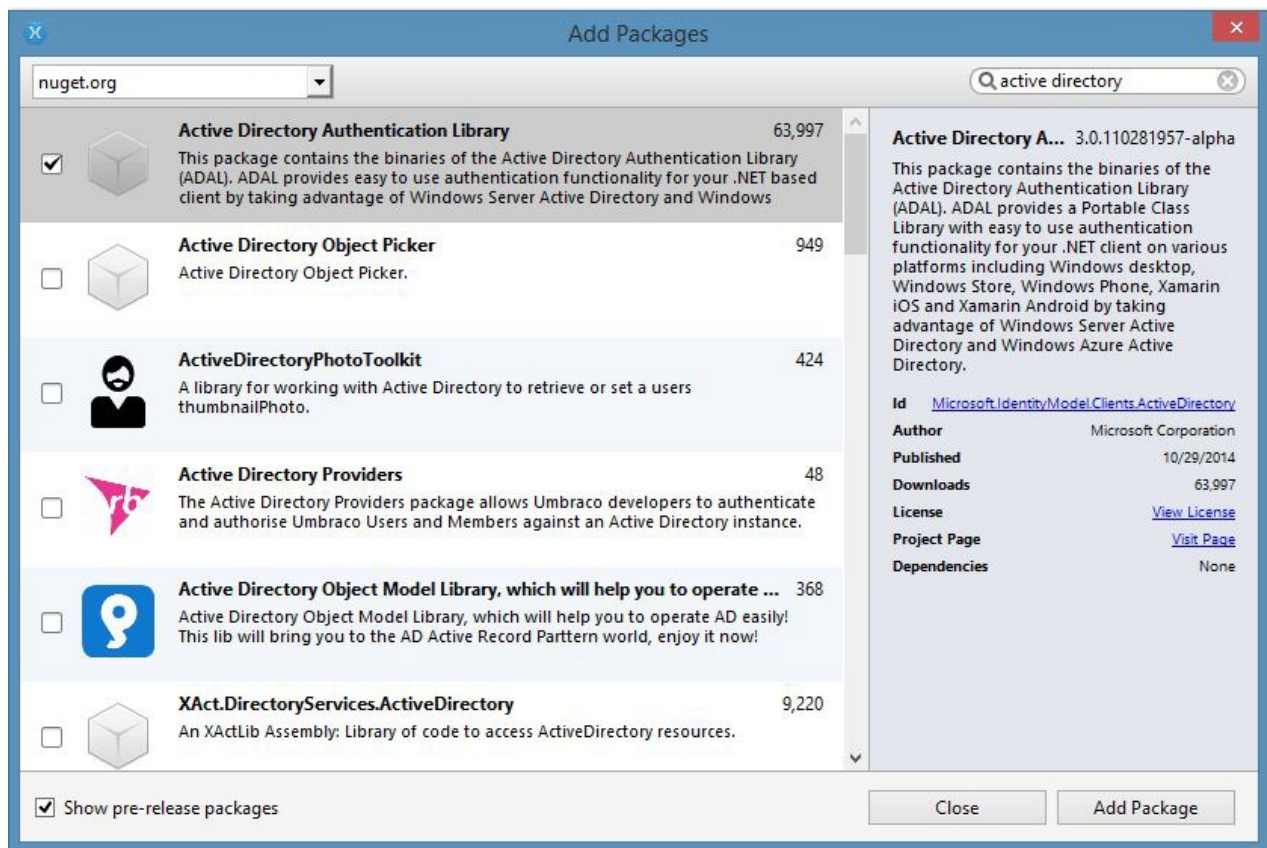 X
Add Packages
nuget.org
active directory
Active Directory Authentication Library 63,997
This package contains the binaries of the Active Directory Authentication Library
(ADAL). ADAL provides easy to use authentication functionality for your .NET based
client by taking advantage of Windows Server Active Directory and Windows
Active Directory Object Picker 949
Active Directory Object Picker.
ActiveDirectoryPhotoToolkit 424
A library for working with Active Directory to retrieve or set a users
thumbnailPhoto.
rb
Active Directory Providers 48
The Active Directory Providers package allows Umbraco developers to authenticate
and authorise Umbraco Users and Members against an Active Directory instance.
Active Directory Object Model Library, which will help you to operate ... 368
Active Directory Object Model Library, which will help you to operate AD easily!
This lib will bring you to the AD Active Record Parttern world, enjoy it now!
XAct.DirectoryServices.ActiveDirectory 9,220
An XActLib Assembly: Library of code to access ActiveDirectory resources.
Active Directory A... 3.0.110281957-alpha
This package contains the binaries of the
Active Directory Authentication Library
(ADAL). ADAL provides a Portable Class
Library with easy to use authentication
functionality for your .NET client on various
platforms including Windows desktop,
Windows Store, Windows Phone, Xamarin
iOS and Xamarin Android by taking
advantage of Windows Server Active
Directory and Windows Azure Active
Directory.
Id Microsoft.IdentityModel.Clients.ActiveDirectory
Author Microsoft Corporation
Published 10/29/2014
Downloads 63,997
License View License
Project Page Visit Page
Dependencies None
Show pre-release packages
Close
Add Package